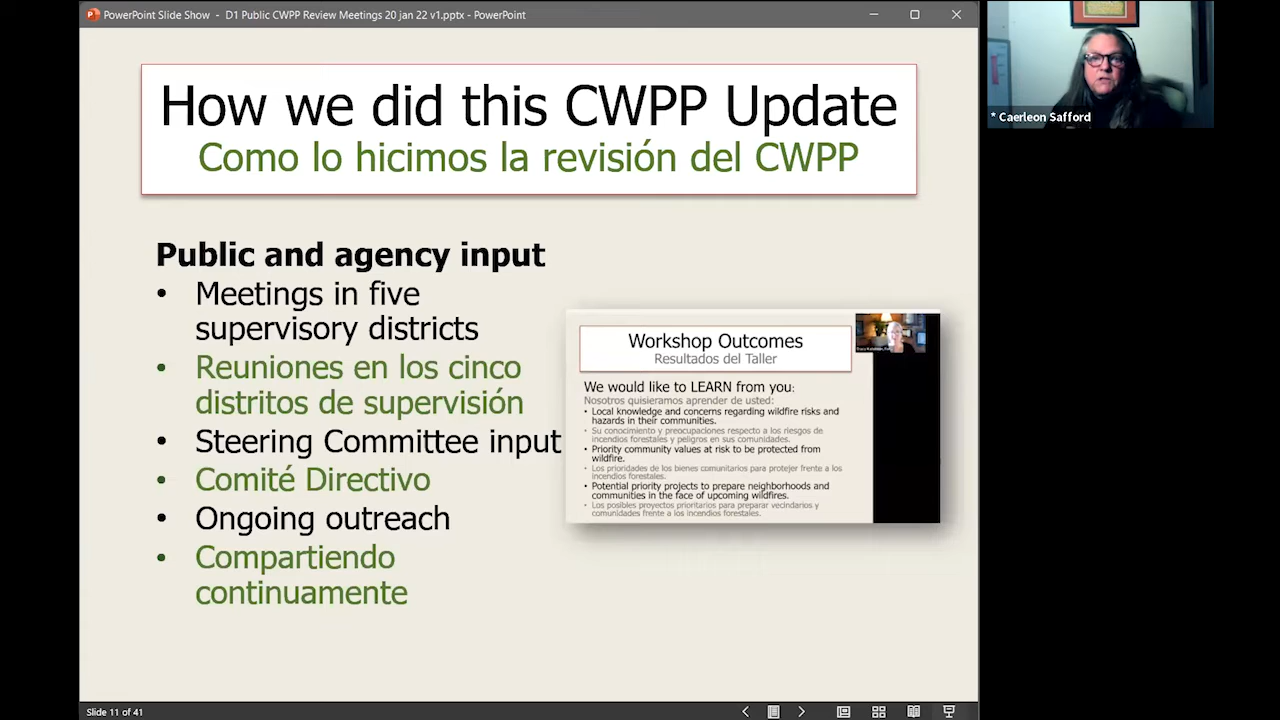 PowerPoint Slide Show - D1 Public CWPP Review Meetings 20 jan 22 v1.pptx - PowerPoint
* Caerleon Safford
How we did this CWPP Update
Como lo hicimos la revisión del CWPP
Public and agency input
• Meetings in five
supervisory districts
• Reuniones en los cinco
distritos de supervisión
• Steering Committee input
• Comité Directivo
• Ongoing outreach
• Compartiendo
continuamente
Workshop Outcomes
Resultados del Taller
We would like to LEARN from you:
Nosotros quisieramos aprender de usted:
• Local knowledge and concerns regarding wildfire risks and
hazards in their communities.
• Su conocimiento y preocupaciones respecto a los riesgos de
incendios forestales y peligros en sus comunidades.
• Priority community values at risk to be protected from
wildfire.
• Los prioridades de los bienes comunitarios para protejer frente a los
incendios forestales.
• Potential priority projects to prepare neighborhoods and
communities in the face of upcoming wildfires.
• Los posibles proyectos prioritarios para preparar vecindarios y
comunidades frente a los incendios forestales.
Slide 11 of 41